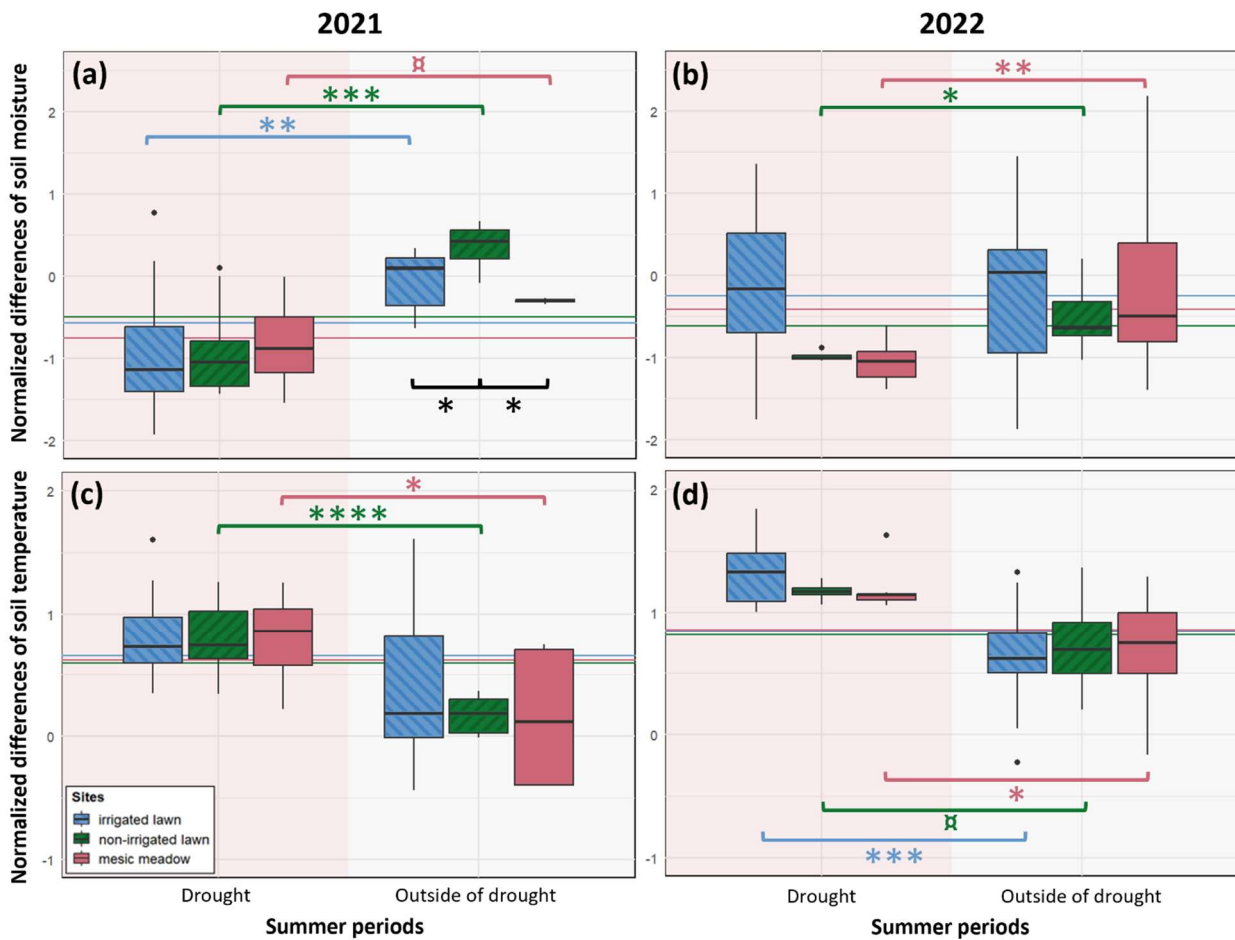 2021
2022
Normalized differences of soil moisture
(a)
¤
***
**
2
1
0
-1
-2
* *
(b)
**
*
2
1
0
-1
-2
Normalized differences of soil temperature
(c)
*
****
2
1
0
-1
Sites
irrigated lawn
non-irrigated lawn
mesic meadow
(d)
2
1
0
-1
*
¤
***
Drought
Outside of drought
Summer periods
Drought
Outside of drought
Summer periods